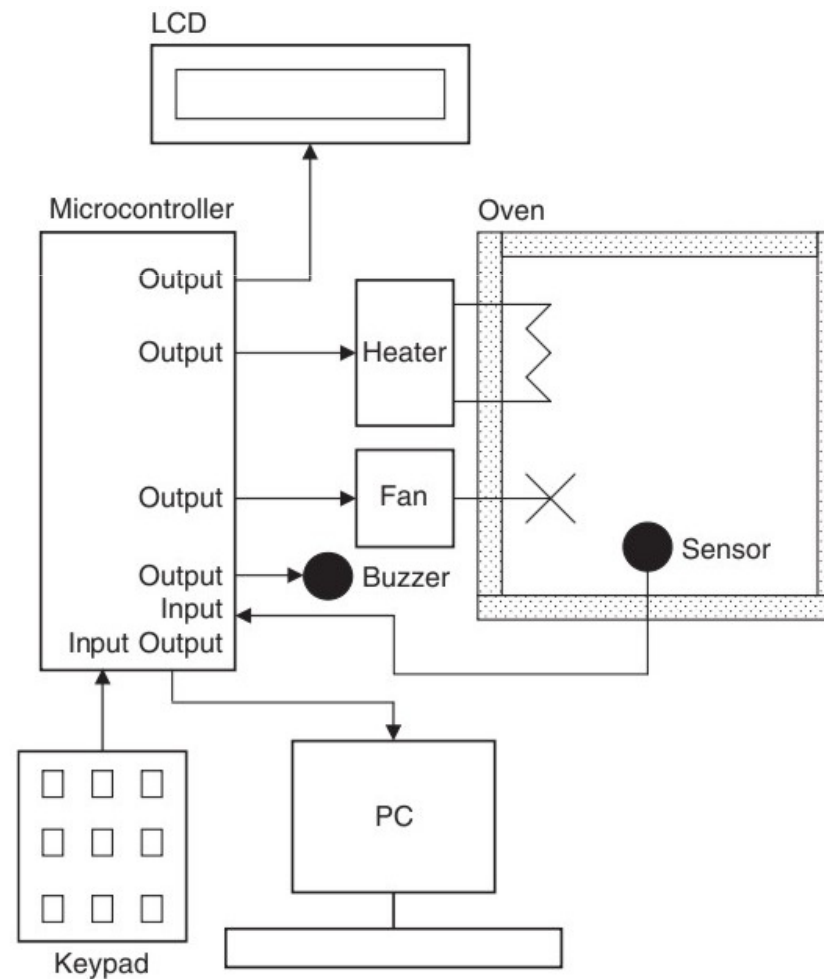 LCD
Microcontroller
Oven
Output
Output
Heater
Output
Fan
Sensor
Output
Buzzer
Input
Input Output
PC
Keypad